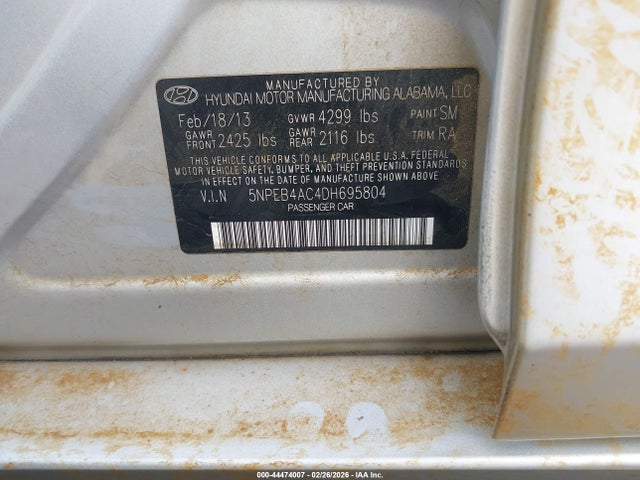 MANUFACTURED BY
HYUNDAI MOTOR MANUFACTURING ALABAMA, LLC
Feb/18/13 GVWR 4299 lbs PAINT SM
GAWR FRONT 2425 lbs GAWR REAR 2116 lbs TRIM RA
THIS VEHICLE CONFORMS TO ALL APPLICABLE U.S.A. FEDERAL
MOTOR VEHICLE SAFETY, BUMPER, AND THEFT PREVENTION STANDARDS
IN EFFECT ON THE DATE OF MANUFACTURE SHOWN ABOVE.
V.I.N 5NPEB4AC4DH695804
PASSENGER CAR
000-44474007 - 02/26/2026 - IAA Inc.